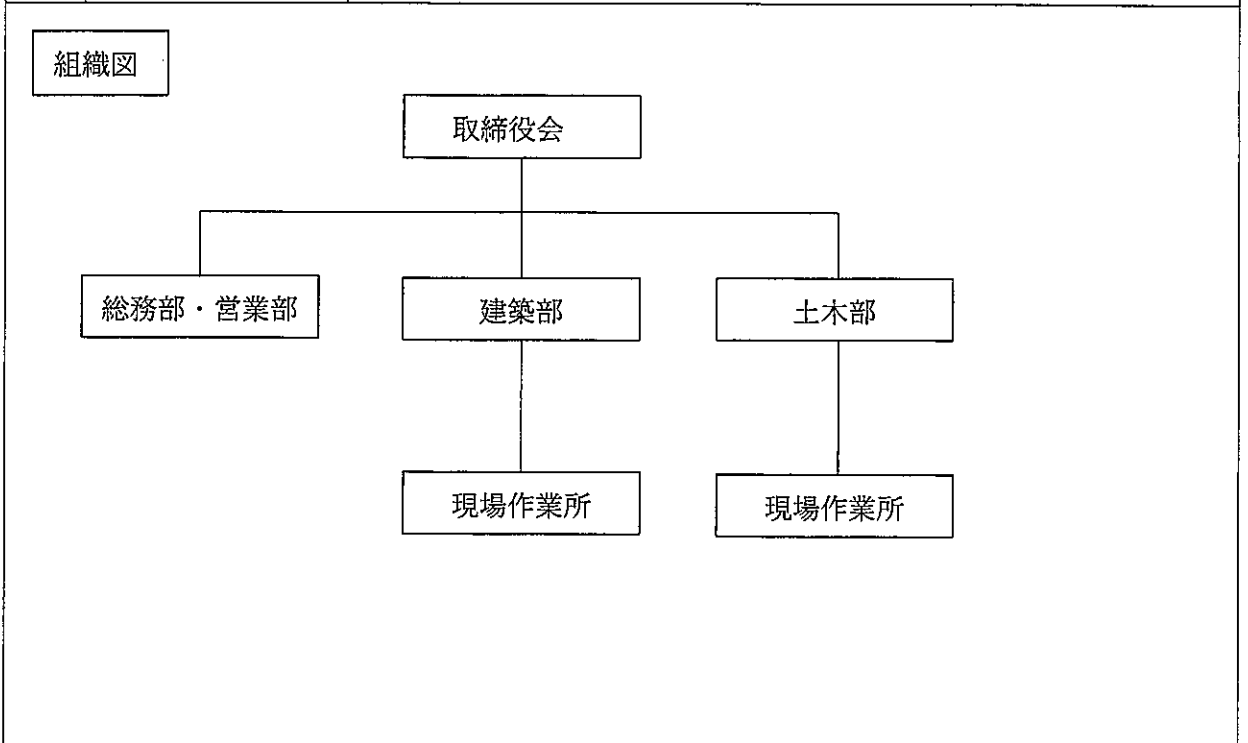 組織図
取締役会
総務部・営業部
建築部
土木部
現場作業所
現場作業所